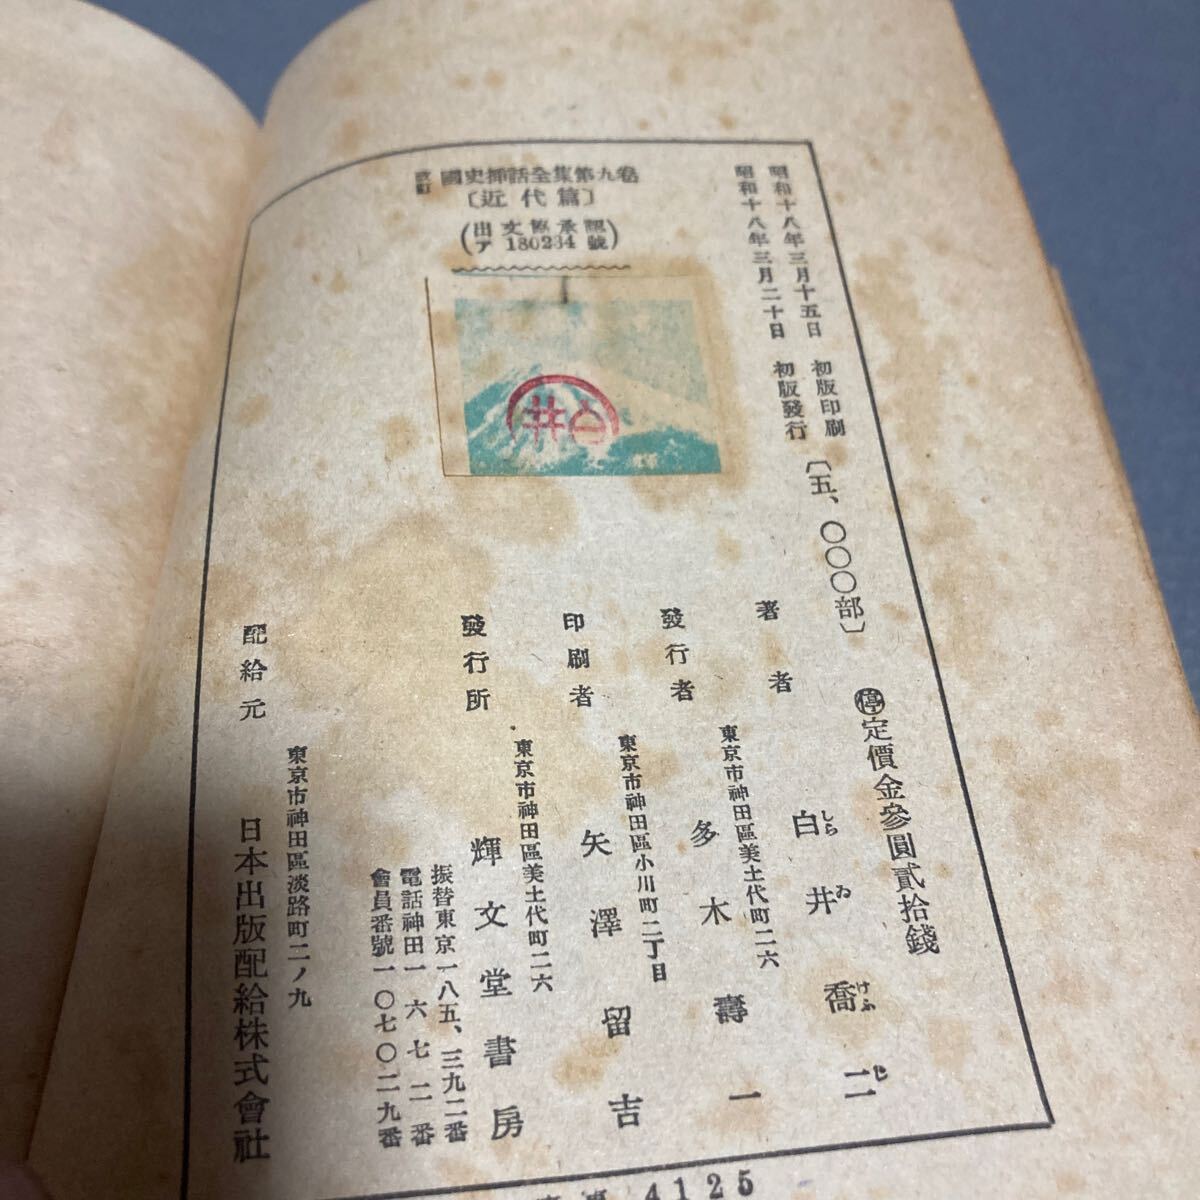 改訂 國史挿話全集第九卷
〔近代篇〕
(出文協承認
ア 180234 號)
白井
昭和十八年三月十五日 初版印刷
昭和十八年三月二十日 初版發行
〔五、〇〇〇部〕
停 定價金參圓貳拾錢
著者 白井喬二
しらゐけふじ
發行者 東京市神田區美土代町二六
多木壽一
印刷者 東京市神田區小川町二丁目
矢澤留吉
發行所 東京市神田區美土代町二六
輝文堂書房
振替東京一八五、三九二番
電話神田一六七二番
會員番號一〇七〇二九番
配給元 東京市神田區淡路町二ノ九
日本出版配給株式會社
4125